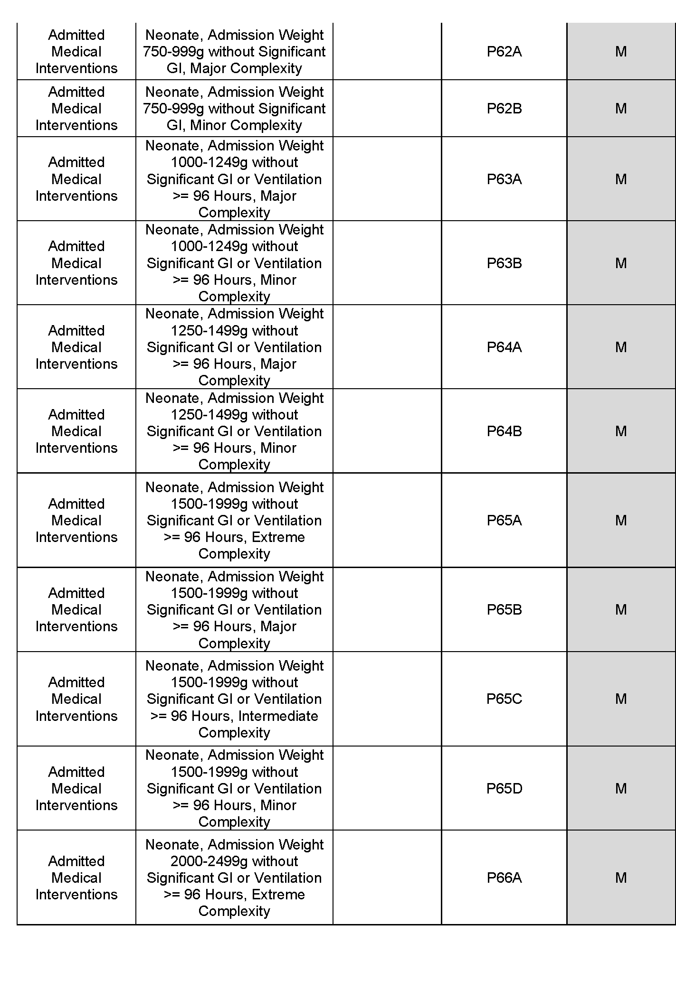 Admitted
Medical
Interventions
Neonate, Admission Weight
750-999g without Significant
GI, Major Complexity
P62A
M
Admitted
Medical
Interventions
Neonate, Admission Weight
750-999g without Significant
GI, Minor Complexity
P62B
M
Admitted
Medical
Interventions
Neonate, Admission Weight
1000-1249g without
Significant GI or Ventilation
>= 96 Hours, Major
Complexity
P63A
M
Admitted
Medical
Interventions
Neonate, Admission Weight
1000-1249g without
Significant GI or Ventilation
>= 96 Hours, Minor
Complexity
P63B
M
Admitted
Medical
Interventions
Neonate, Admission Weight
1250-1499g without
Significant GI or Ventilation
>= 96 Hours, Major
Complexity
P64A
M
Admitted
Medical
Interventions
Neonate, Admission Weight
1250-1499g without
Significant GI or Ventilation
>= 96 Hours, Minor
Complexity
P64B
M
Admitted
Medical
Interventions
Neonate, Admission Weight
1500-1999g without
Significant GI or Ventilation
>= 96 Hours, Extreme
Complexity
P65A
M
Admitted
Medical
Interventions
Neonate, Admission Weight
1500-1999g without
Significant GI or Ventilation
>= 96 Hours, Major
Complexity
P65B
M
Admitted
Medical
Interventions
Neonate, Admission Weight
1500-1999g without
Significant GI or Ventilation
>= 96 Hours, Intermediate
Complexity
P65C
M
Admitted
Medical
Interventions
Neonate, Admission Weight
1500-1999g without
Significant GI or Ventilation
>= 96 Hours, Minor
Complexity
P65D
M
Admitted
Medical
Interventions
Neonate, Admission Weight
2000-2499g without
Significant GI or Ventilation
>= 96 Hours, Extreme
Complexity
P66A
M